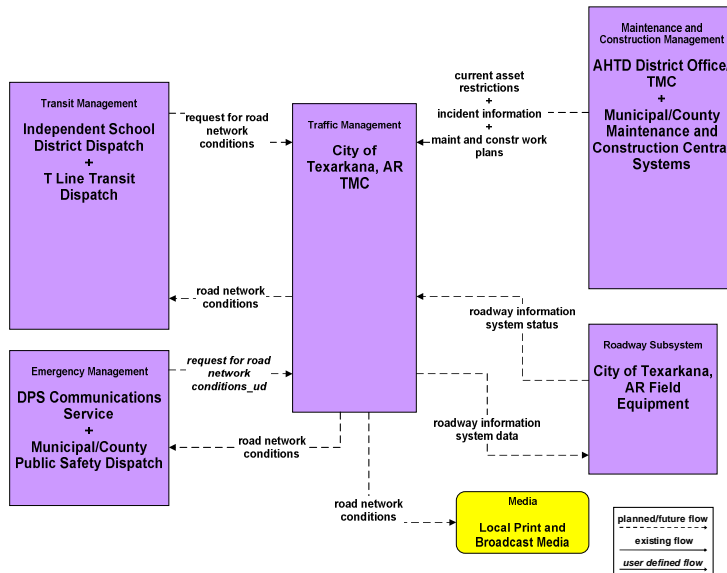 Transit Management
Independent School
District Dispatch
+
T Line Transit
Dispatch
request for road
network
conditions
Traffic Management
City of
Texarkana, AR
TMC
current asset
restrictions
+
incident information
+
maint and constr work
plans
Maintenance and
Construction Management
AHTD District Office/
TMC
+
Municipal/County
Maintenance and
Construction Central
Systems
road network
conditions
roadway information
system status
Emergency Management
DPS Communications
Service
+
Municipal/County
Public Safety Dispatch
request for road
network
conditions_ud
road network
conditions
Roadway Subsystem
City of Texarkana,
AR Field
Equipment
roadway information
system data
road network
conditions
Media
Local Print and
Broadcast Media
planned/future flow
existing flow
user defined flow